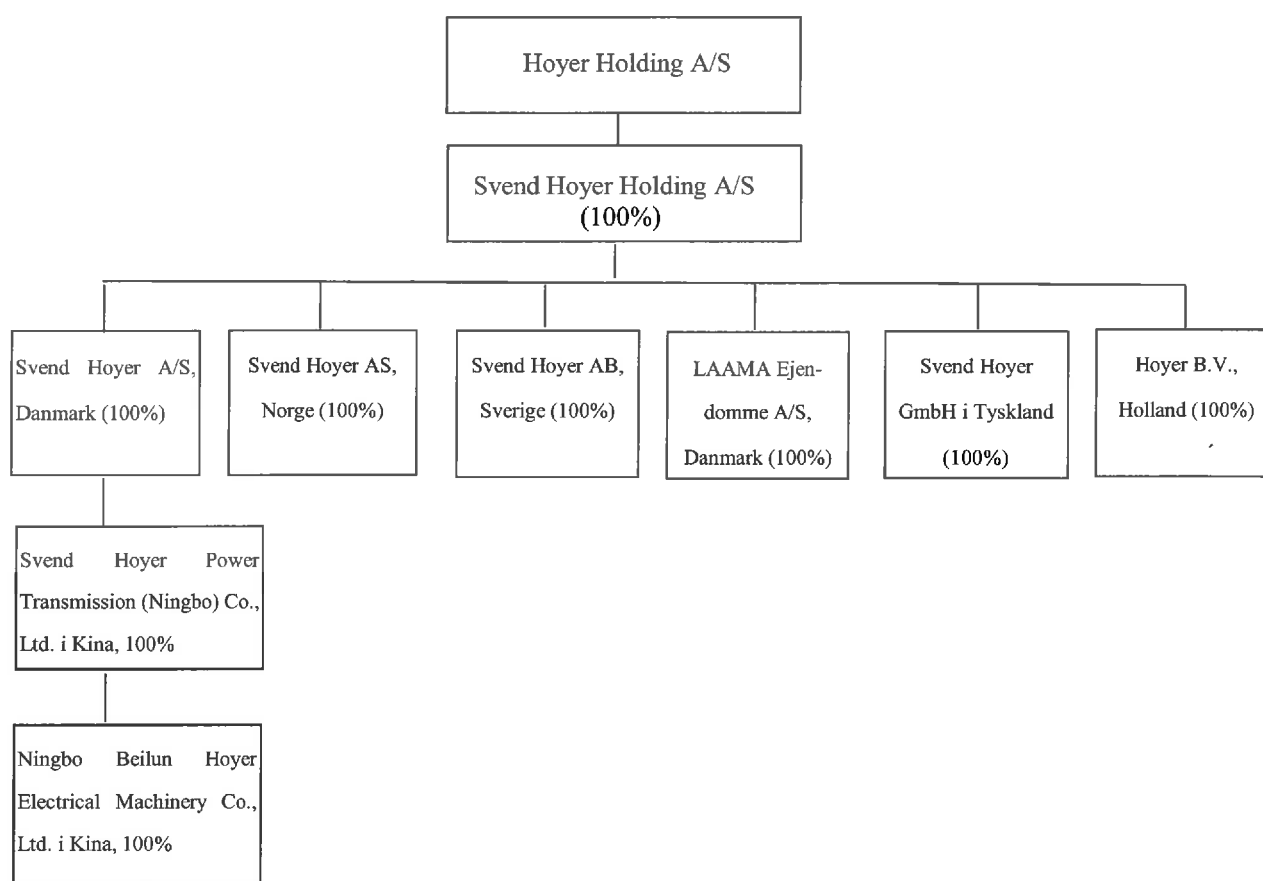 Hoyer Holding A/S
Svend Hoyer Holding A/S
(100%)
Svend Hoyer A/S,
Danmark (100%)
Svend Hoyer AS,
Norge (100%)
Svend Hoyer AB,
Sverige (100%)
LAAMA Ejen-
domme A/S,
Danmark (100%)
Svend Hoyer
GmbH i Tyskland
(100%)
Hoyer B.V.,
Holland (100%)
Svend Hoyer Power
Transmission (Ningbo) Co.,
Ltd. i Kina, 100%
Ningbo Beilun Hoyer
Electrical Machinery Co.,
Ltd. i Kina, 100%